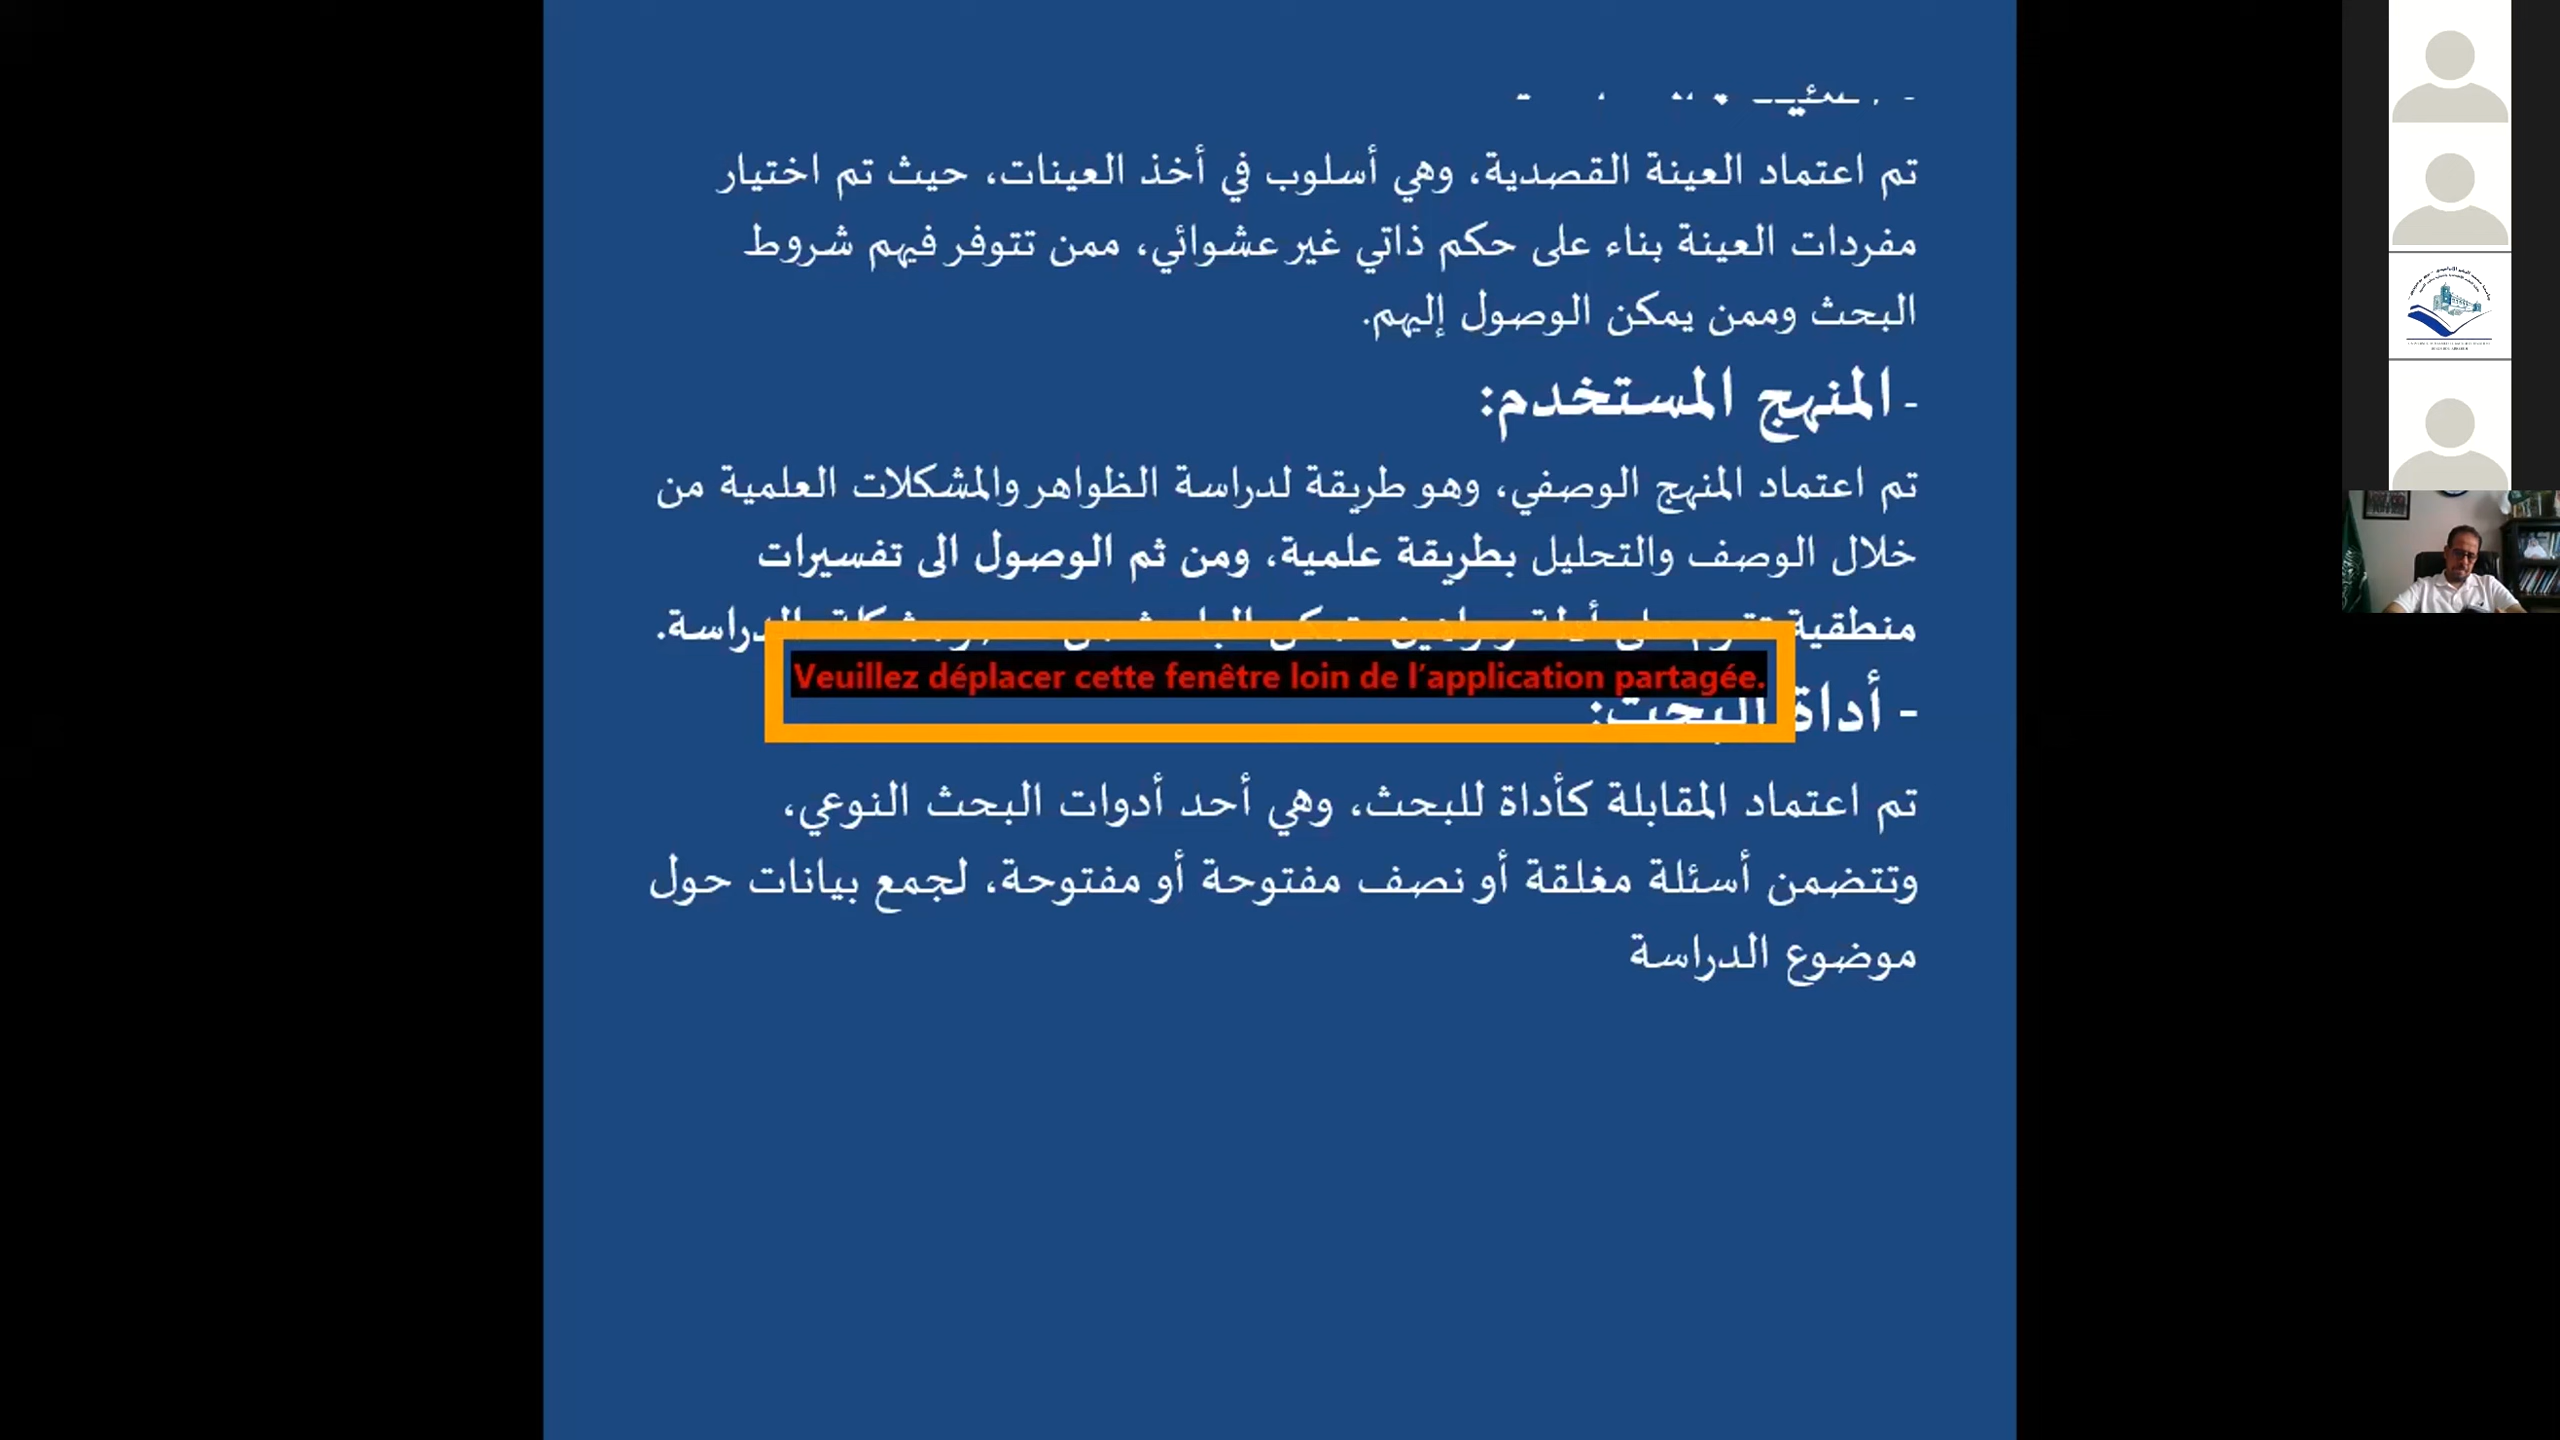 تم اعتماد العينة القصدية، وهي أسلوب في أخذ العينات، حيث تم اختيار
مفردات العينة بناء على حكم ذاتي غير عشوائي، ممن تتوفر فيهم شروط
البحث وممن يمكن الوصول إليهم.
- المنهج المستخدم:
تم اعتماد المنهج الوصفي، وهو طريقة لدراسة الظواهر والمشكلات العلمية من
خلال الوصف والتحليل بطريقة علمية، ومن ثم الوصول الى تفسيرات
منطقية الدراسة.
Veuillez déplacer cette fenêtre loin de l’application partagée.
- أداة البحث:
تم اعتماد المقابلة كأداة للبحث، وهي أحد أدوات البحث النوعي،
وتتضمن أسئلة مغلقة أو نصف مفتوحة أو مفتوحة، لجمع بيانات حول
موضوع الدراسة